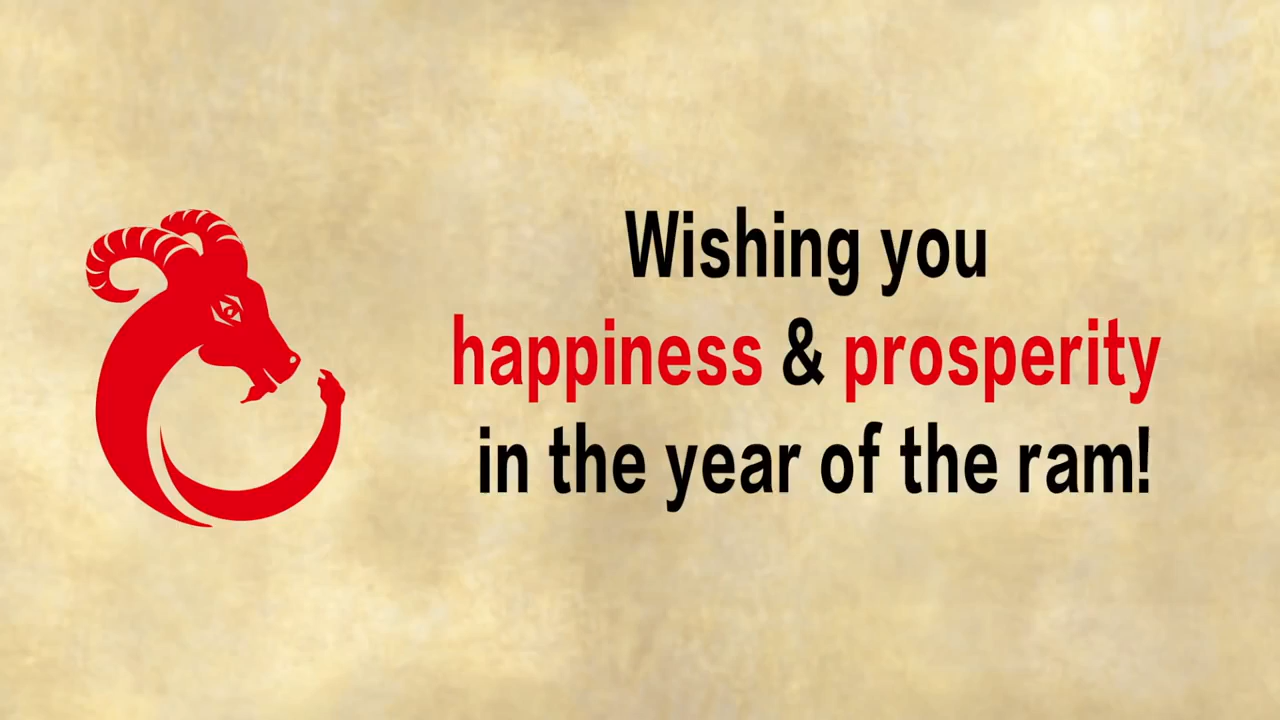 Wishing you
happiness & prosperity
in the year of the ram!